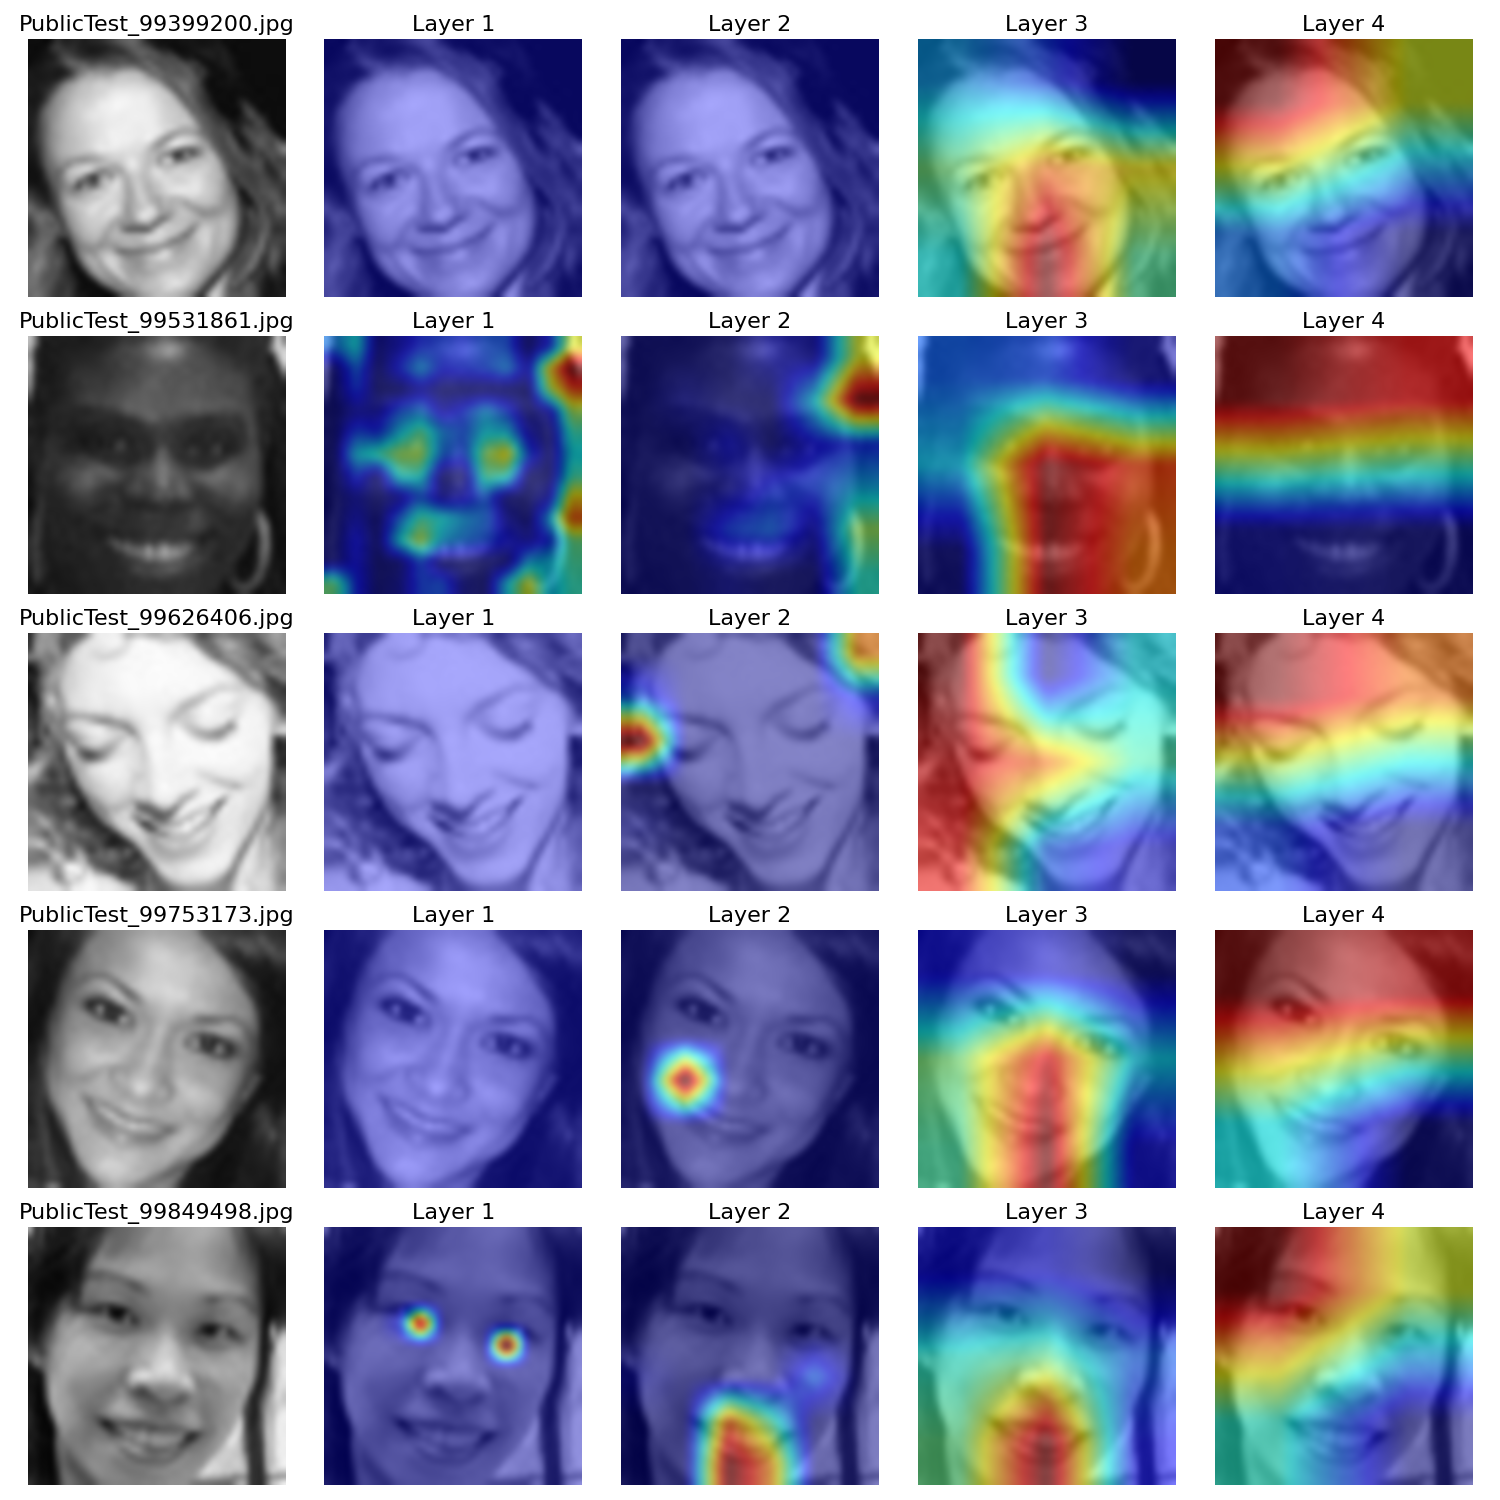 PublicTest_99399200.jpg Layer 1 Layer 2 Layer 3 Layer 4
PublicTest_99531861.jpg Layer 1 Layer 2 Layer 3 Layer 4
PublicTest_99626406.jpg Layer 1 Layer 2 Layer 3 Layer 4
PublicTest_99753173.jpg Layer 1 Layer 2 Layer 3 Layer 4
PublicTest_99849498.jpg Layer 1 Layer 2 Layer 3 Layer 4